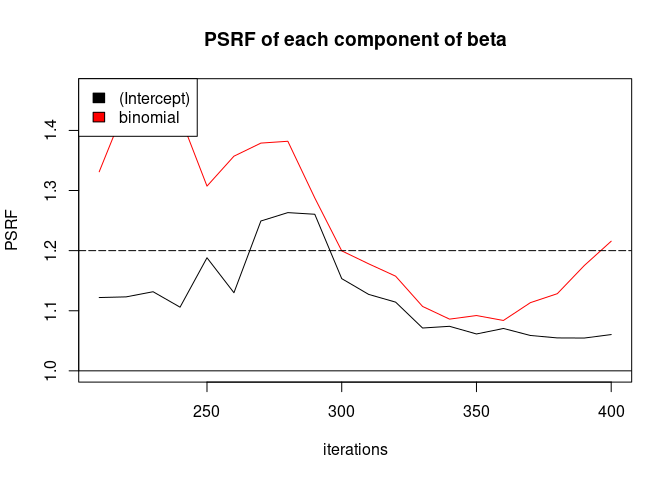 PSRF of each component of beta
(Intercept)
binomial
PSRF
1.4
1.3
1.2
1.1
1.0
250 300 350 400
iterations